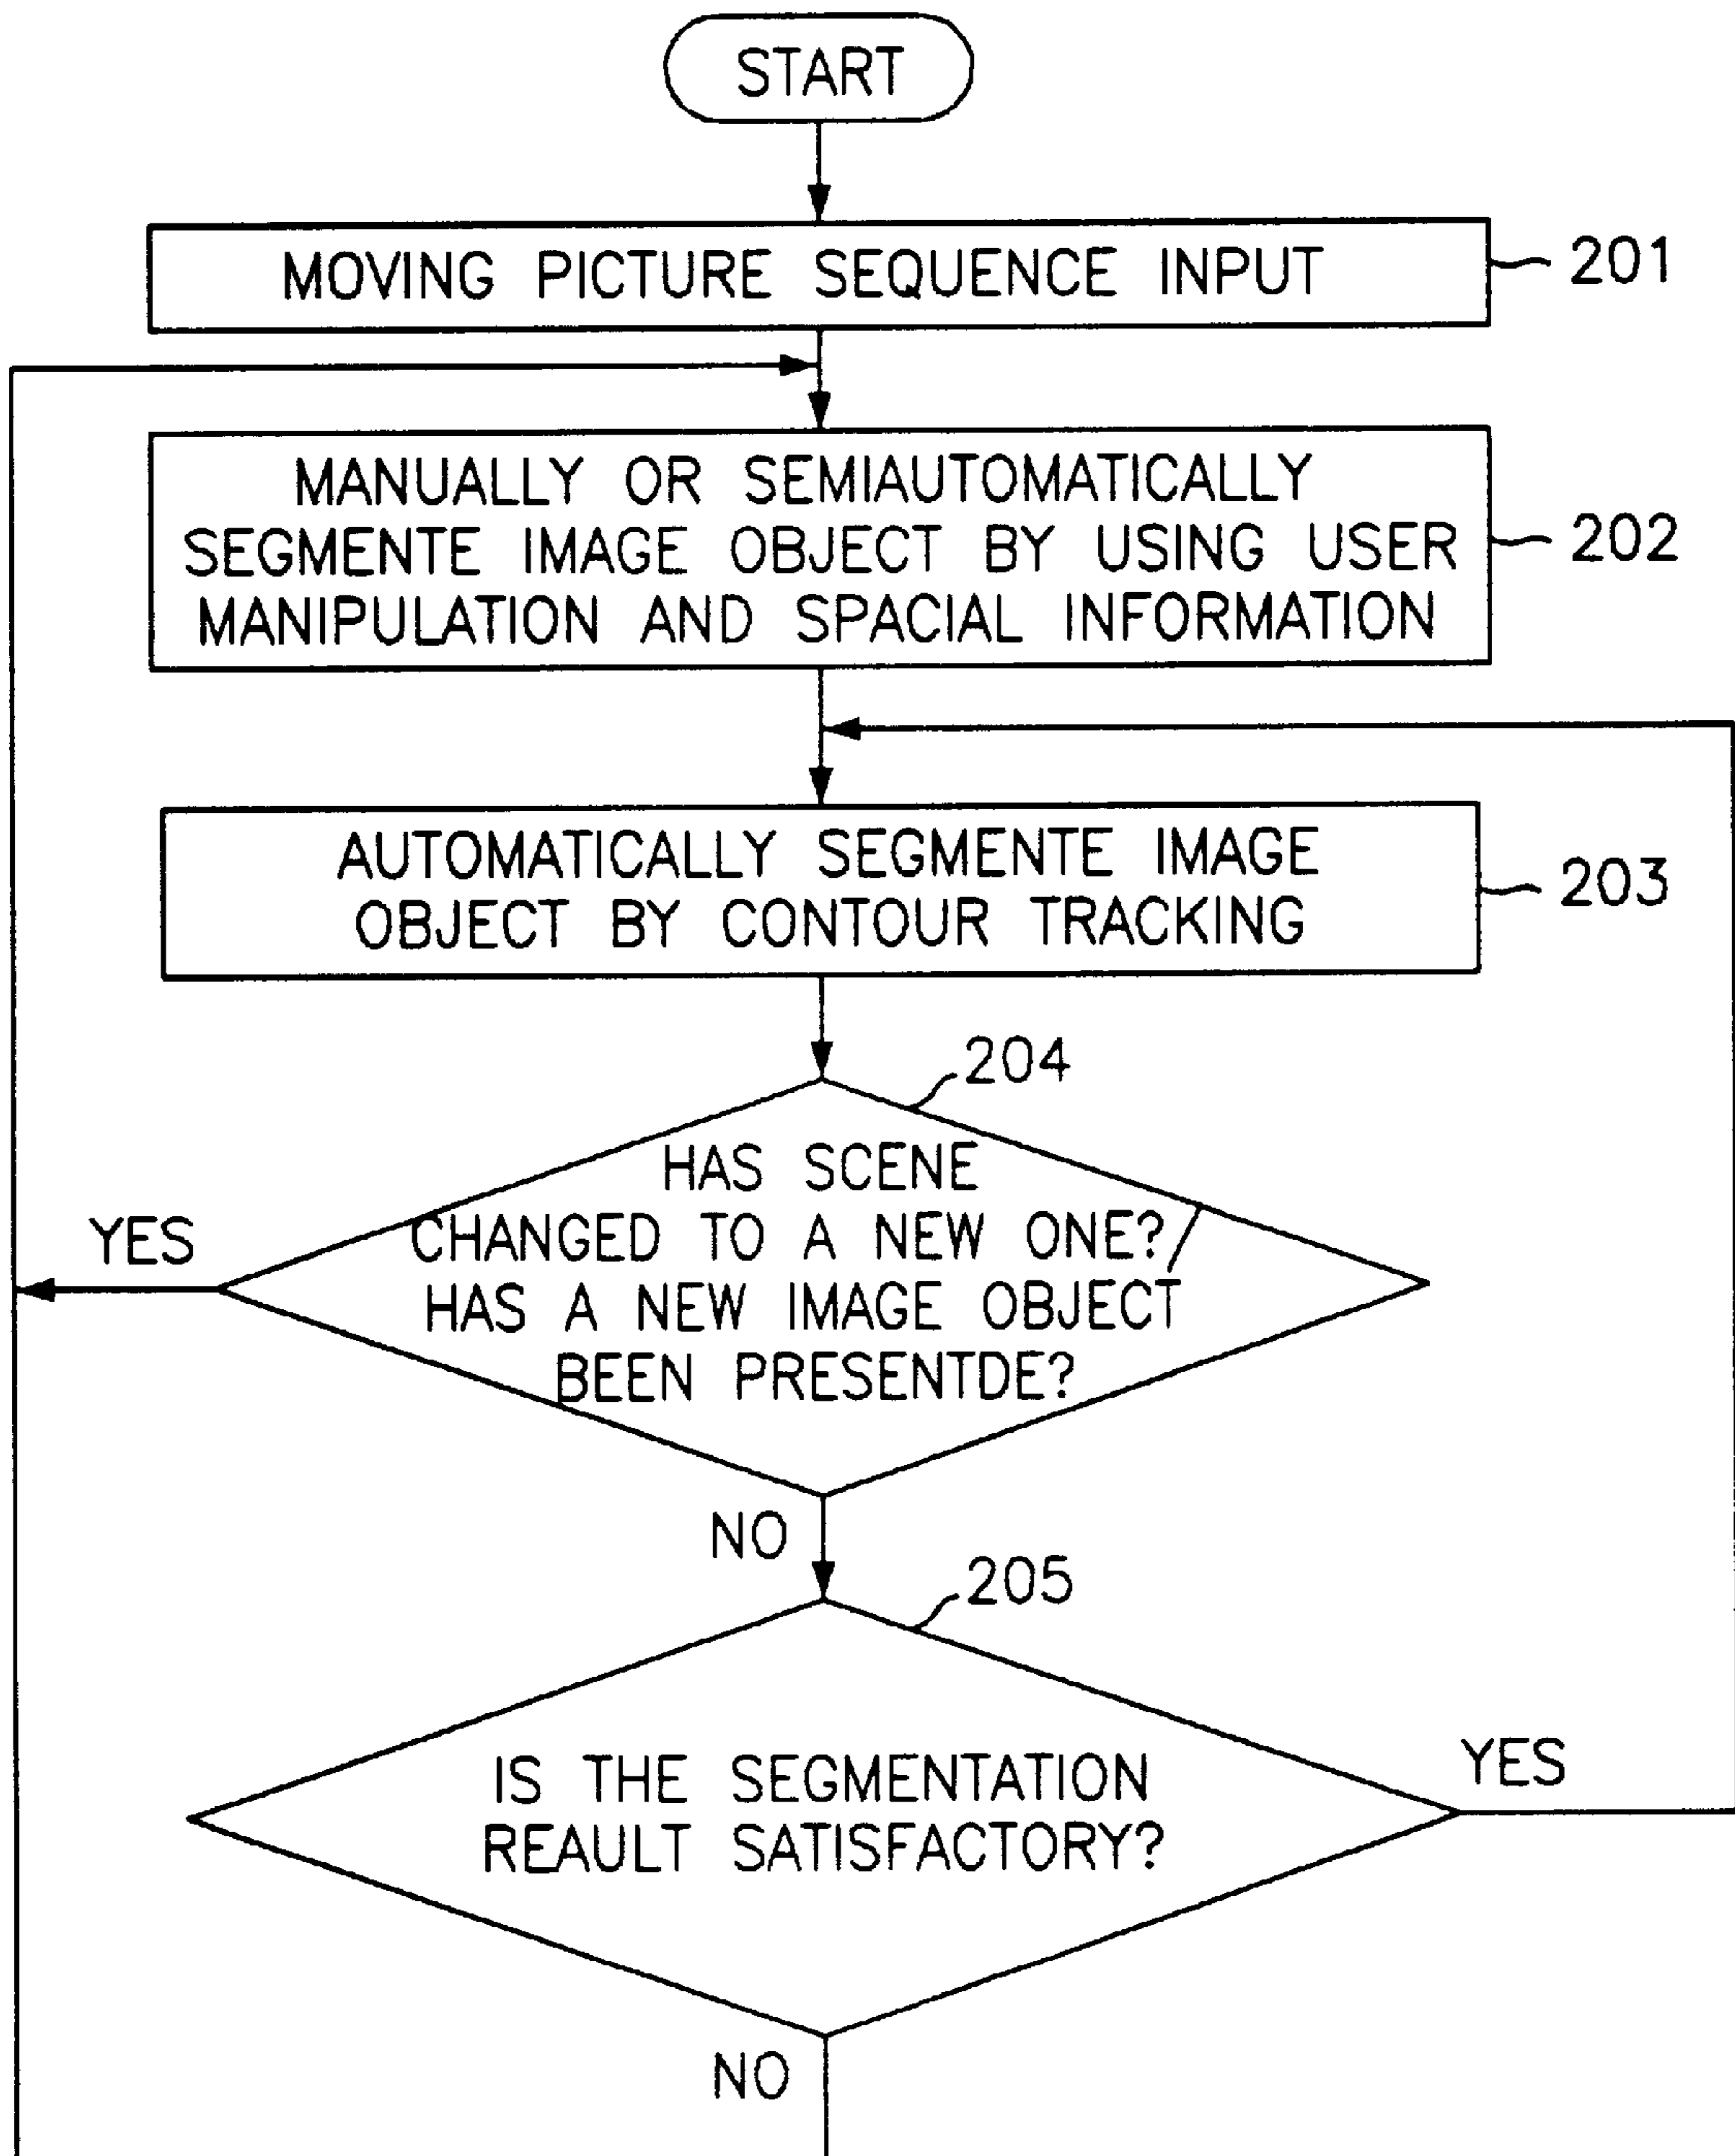 START
MOVING PICTURE SEQUENCE INPUT
201
MANUALLY OR SEMIAUTOMATICALLY
SEGMENTE IMAGE OBJECT BY USING USER
MANIPULATION AND SPACIAL INFORMATION
202
AUTOMATICALLY SEGMENTE IMAGE
OBJECT BY CONTOUR TRACKING
203
204
HAS SCENE
CHANGED TO A NEW ONE?
HAS A NEW IMAGE OBJECT
BEEN PRESENTDE?
YES
NO
205
IS THE SEGMENTATION
REAULT SATISFACTORY?
YES
NO